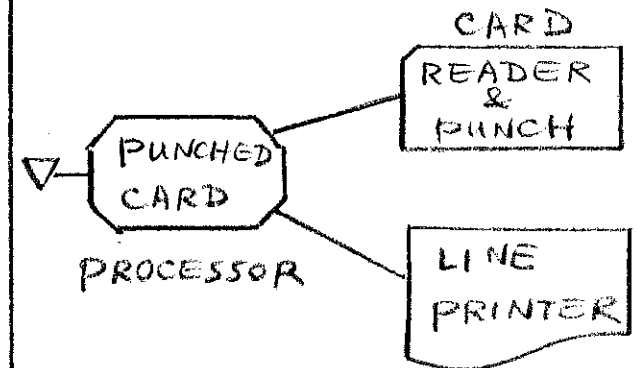 PUNCHED
CARD
PROCESSOR
CARD
READER
&
PUNCH
LINE
PRINTER